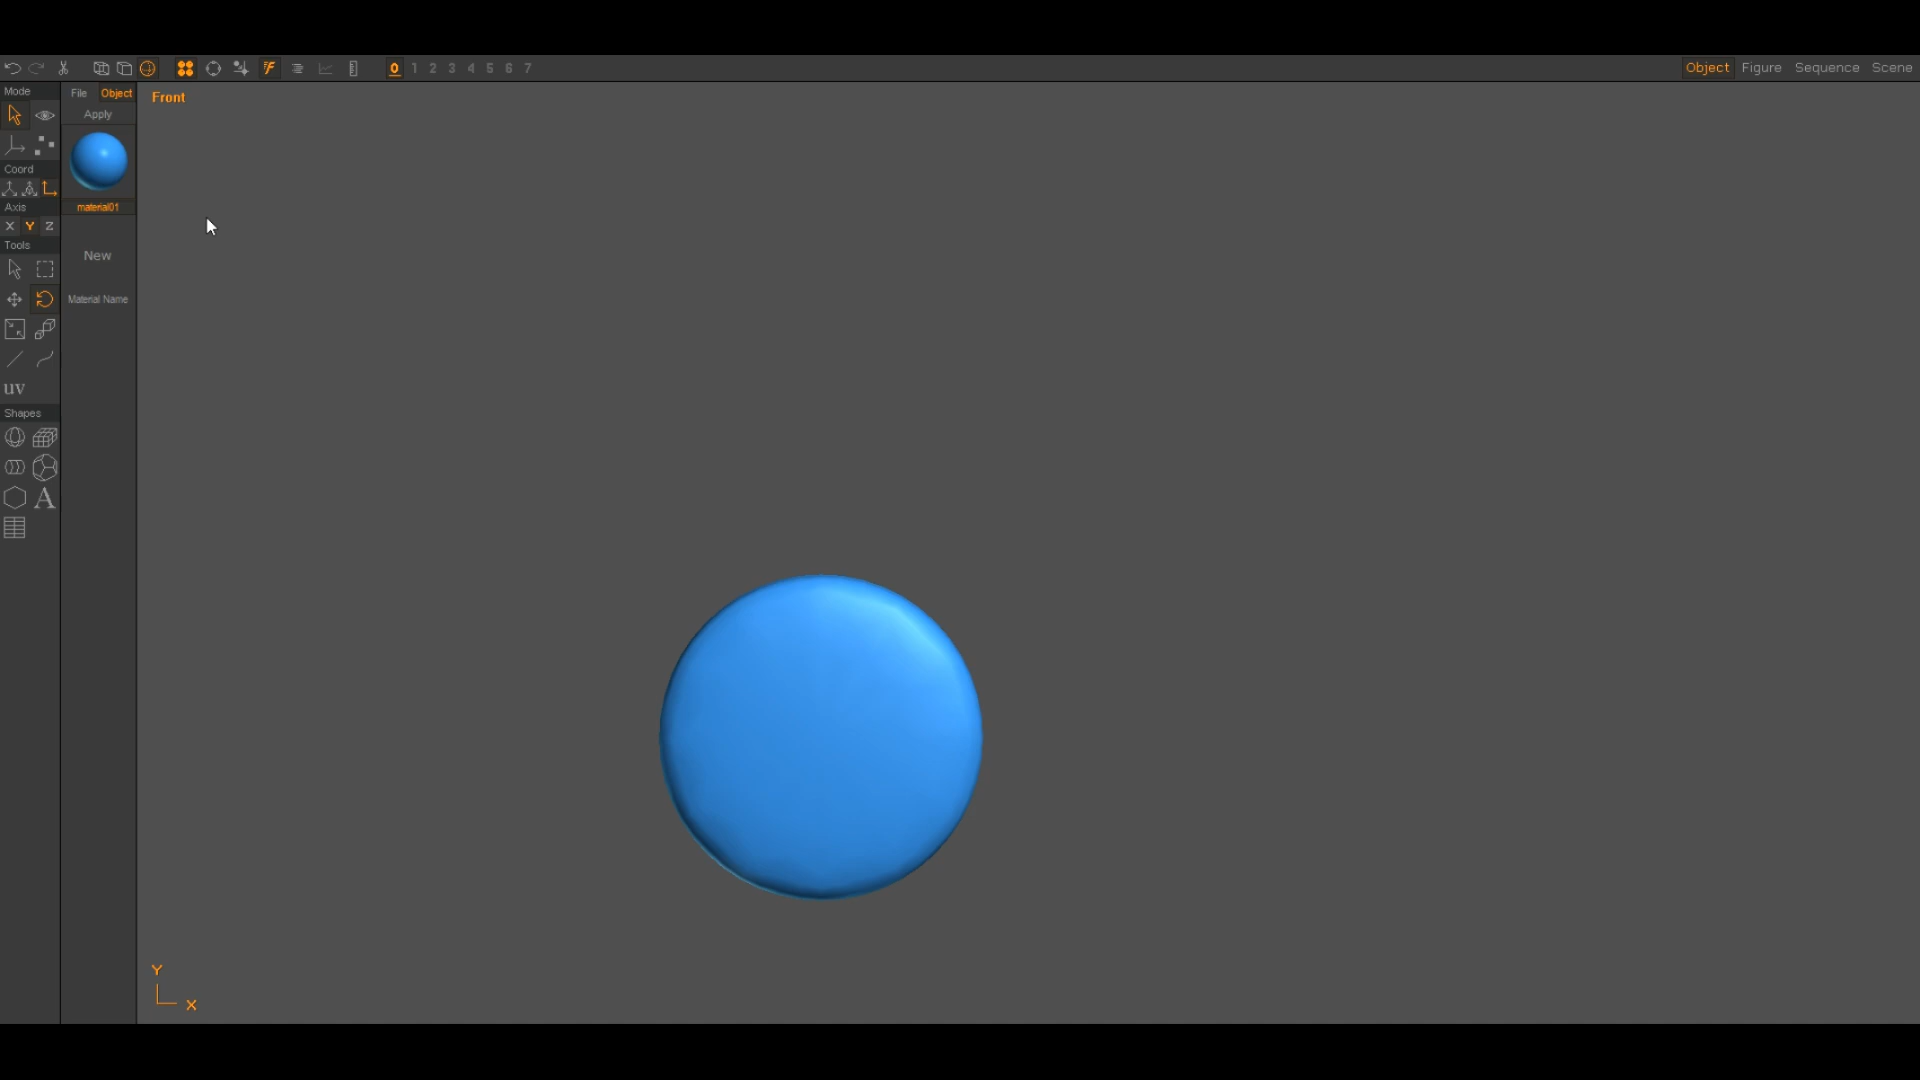 0 1 2 3 4 5 6 7
Object Figure Sequence Scene
Mode
File Object
Front
Apply
Coord
Axis
material01
X Y Z
Tools
New
Material Name
uv
Shapes
A
Y
X